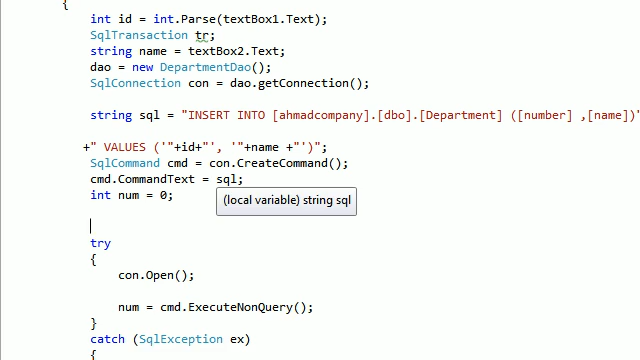 {
int id = int.Parse(textBox1.Text);
SqlTransaction tr;
string name = textBox2.Text;
dao = new DepartmentDao();
SqlConnection con = dao.getConnection();
string sql = "INSERT INTO [ahmadcompany].[dbo].[Department] ([number] ,[name])"
+" VALUES ('"+id+"', '"+name +"')";
SqlCommand cmd = con.CreateCommand();
cmd.CommandText = sql;
int num = 0;
(local variable) string sql
try
{
con.Open();
num = cmd.ExecuteNonQuery();
}
catch (SqlException ex)
{